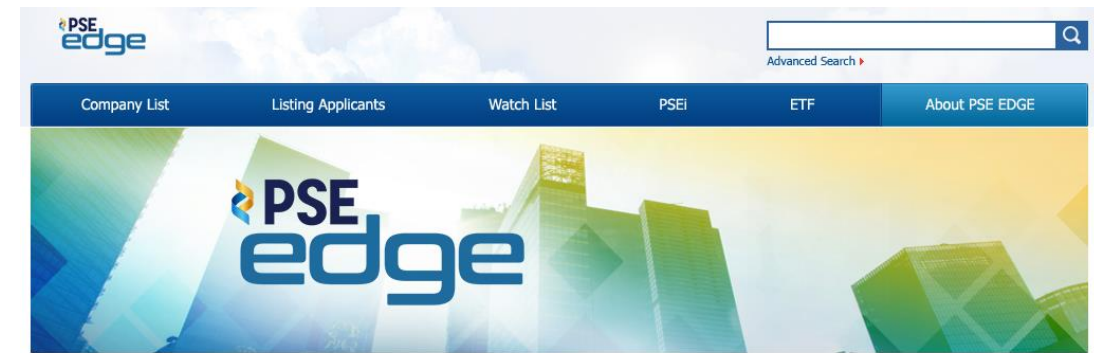 PSE
edge
Advanced Search
Company List
Listing Applicants
Watch List
PSEi
ETF
About PSE EDGE
PSE
edge